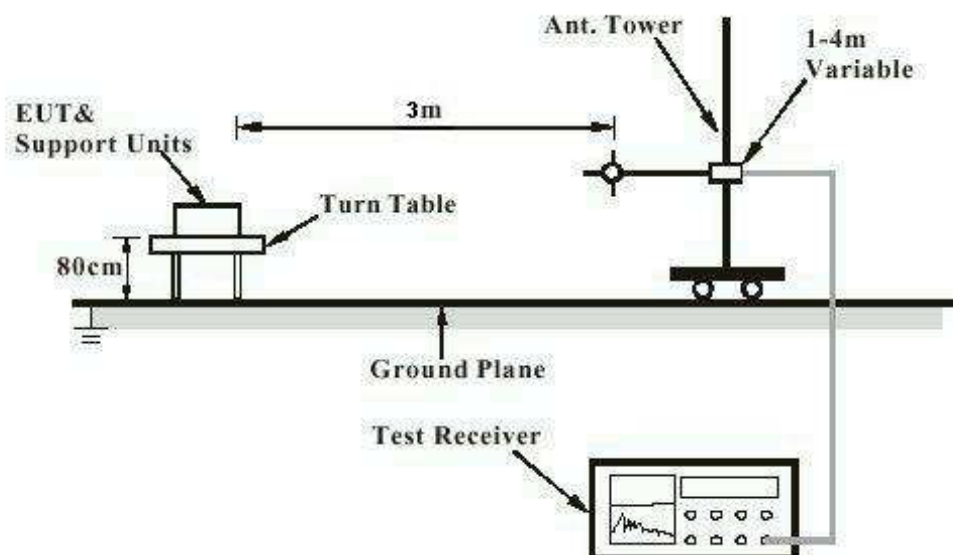 Ant. Tower
1-4m
Variable
3m
EUT&
Support Units
Turn Table
80cm
Ground Plane
Test Receiver